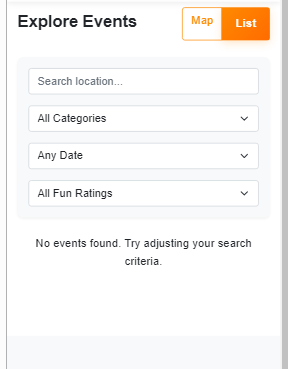 Explore Events
Map
List
Search location...
All Categories
Any Date
All Fun Ratings
No events found. Try adjusting your search
criteria.